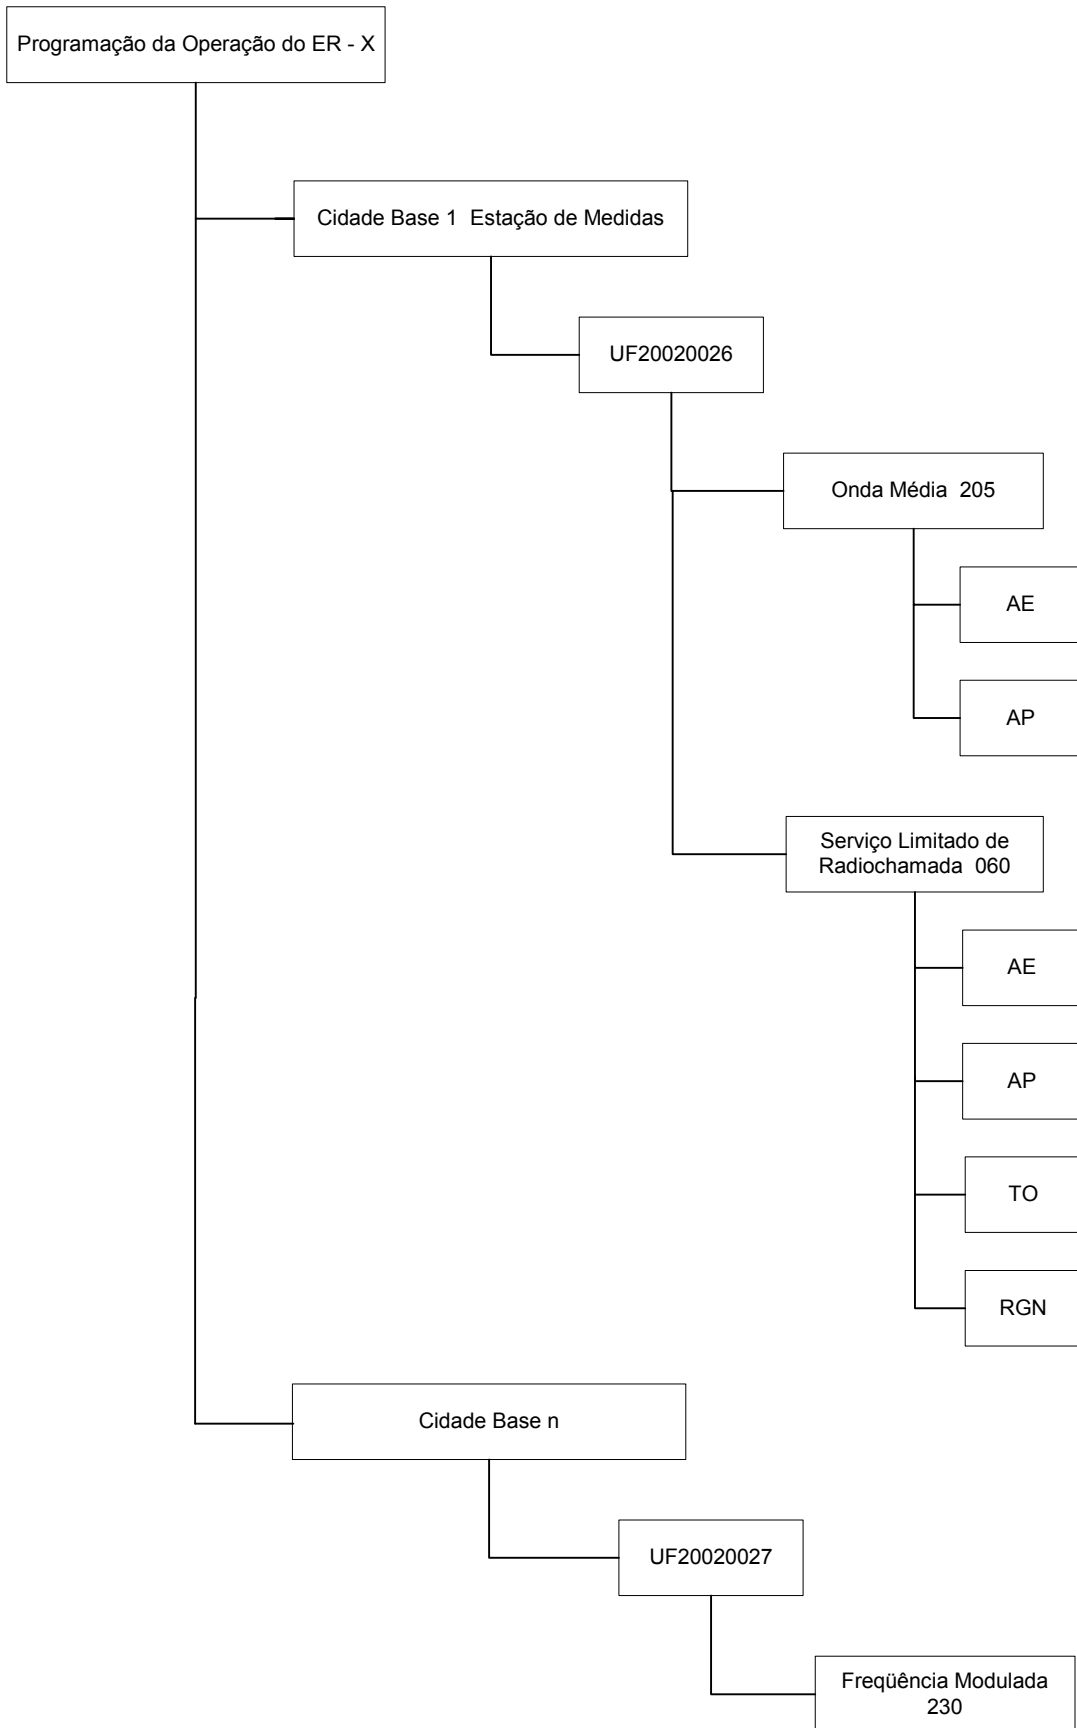 Programação da Operação do ER - X
Cidade Base 1  Estação de Medidas
UF20020026
Onda Média  205
AE
AP
Serviço Limitado de
Radiochamada  060
AE
AP
TO
RGN
Cidade Base n
UF20020027
Freqüência Modulada
230